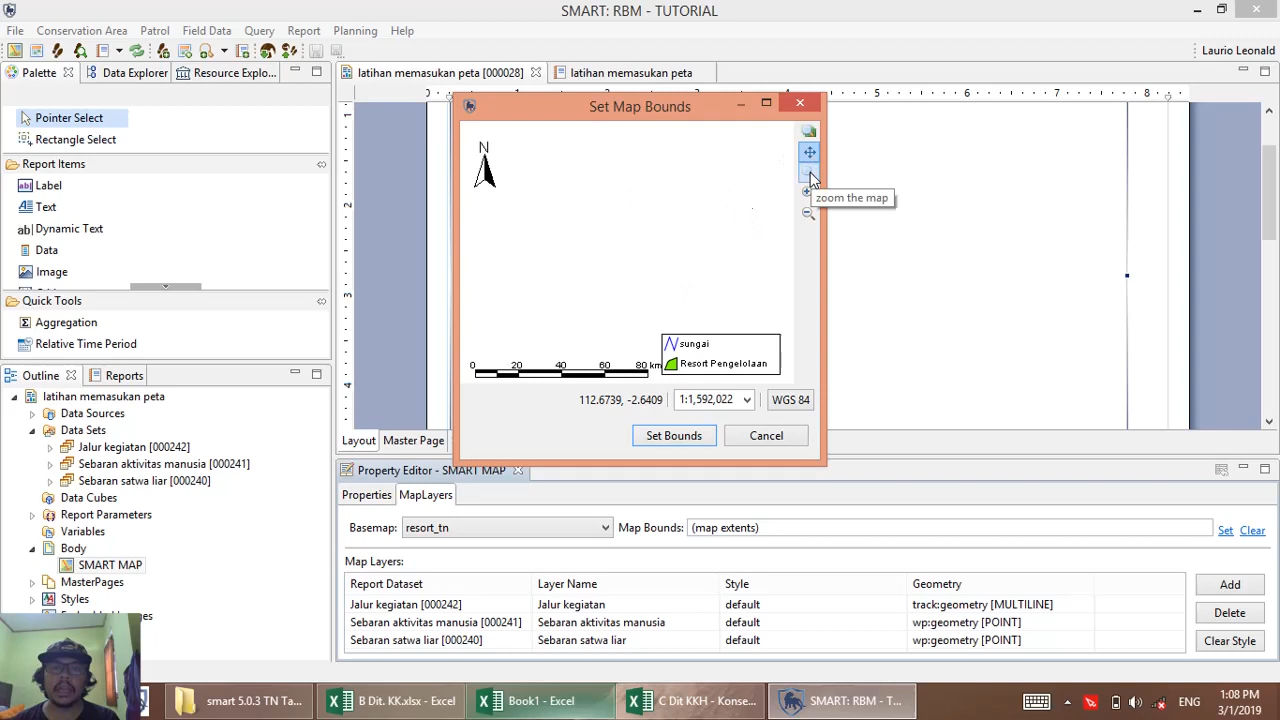 SMART: RBM - TUTORIAL
File Conservation Area Patrol Field Data Query Report Planning Help
Laurio Leonald
Palette Data Explorer Resource Explo...
latihan memasukan peta [000028] latihan memasukan peta
0 5 6 7 8
Pointer Select
Rectangle Select
Report Items
Label
Text
Dynamic Text
Data
Image
Quick Tools
Aggregation
Relative Time Period
1
2
3
4
Set Map Bounds
N
zoom the map
sungai
Resort Pengelolaan
0 20 40 60 80 km
112.6739, -2.6409 1:1,592,022 WGS 84
Set Bounds Cancel
Layout Master Page
Outline Reports
latihan memasukan peta
Data Sources
Data Sets
Jalur kegiatan [000242]
Sebaran aktivitas manusia [000241]
Sebaran satwa liar [000240]
Data Cubes
Report Parameters
Variables
Body
SMART MAP
MasterPages
Styles
Property Editor - SMART MAP
Properties MapLayers
Basemap: resort_tn Map Bounds: (map extents) Set Clear
Map Layers:
Report Dataset Layer Name Style Geometry
Jalur kegiatan [000242] Jalur kegiatan default track:geometry [MULTILINE]
Sebaran aktivitas manusia [000241] Sebaran aktivitas manusia default wp:geometry [POINT]
Sebaran satwa liar [000240] Sebaran satwa liar default wp:geometry [POINT]
Add
Delete
Clear Style
smart 5.0.3 TN Ta... B Dit. KK.xlsx - Excel Book1 - Excel C Dit KKH - Konse... SMART: RBM - T...
ENG
1:08 PM
3/1/2019